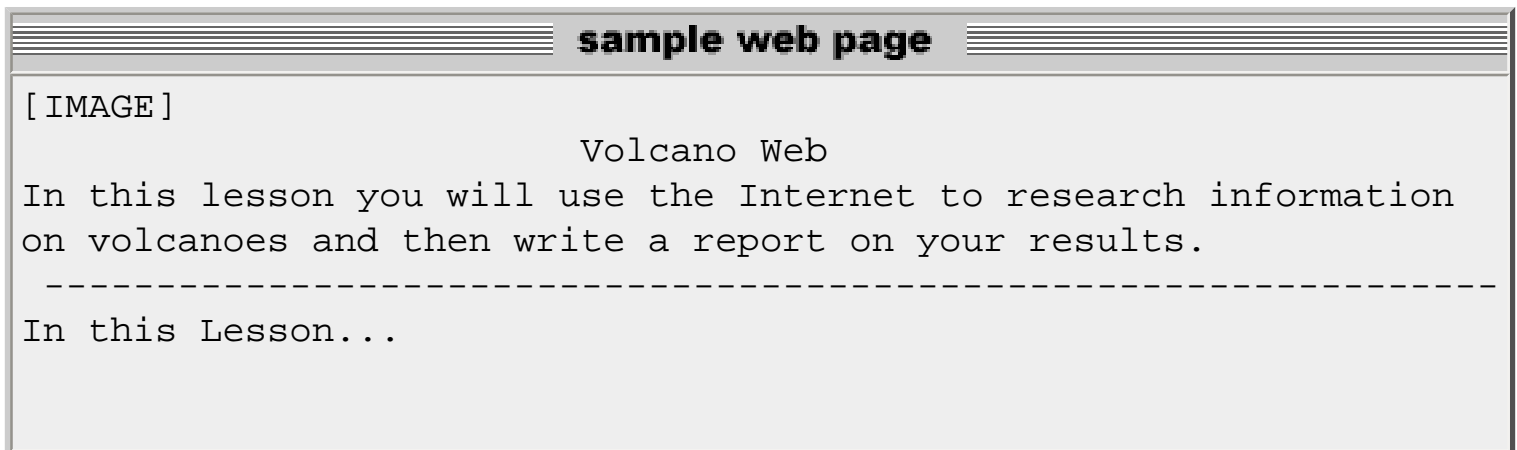 sample web page
[IMAGE]
Volcano Web
In this lesson you will use the Internet to research information
on volcanoes and then write a report on your results.
-----------------------------------------------------------------
In this Lesson...